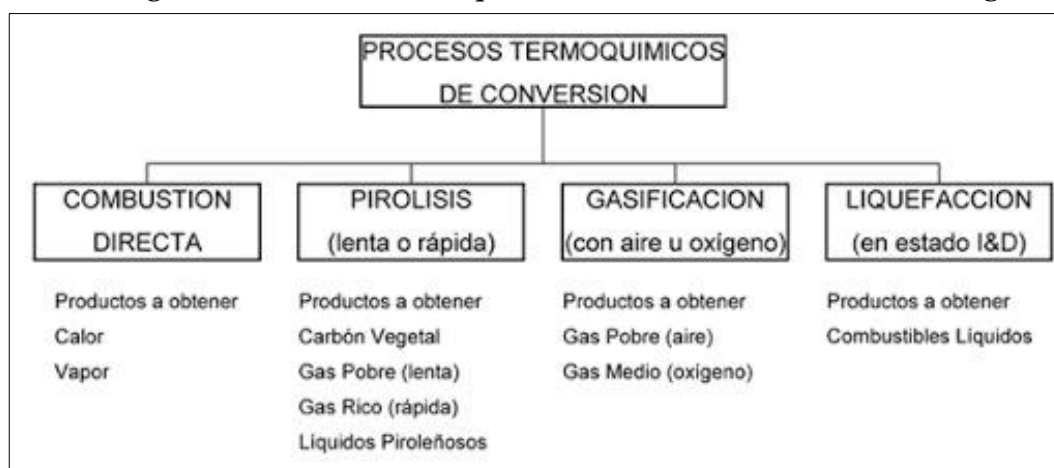 PROCESOS TERMOQUIMICOS
DE CONVERSION
COMBUSTION
DIRECTA
Productos a obtener
Calor
Vapor
PIROLISIS
(lenta o rápida)
Productos a obtener
Carbón Vegetal
Gas Pobre (lenta)
Gas Rico (rápida)
Líquidos Piroleñosos
GASIFICACION
(con aire u oxígeno)
Productos a obtener
Gas Pobre (aire)
Gas Medio (oxígeno)
LIQUEFACCION
(en estado I&D)
Productos a obtener
Combustibles Líquidos